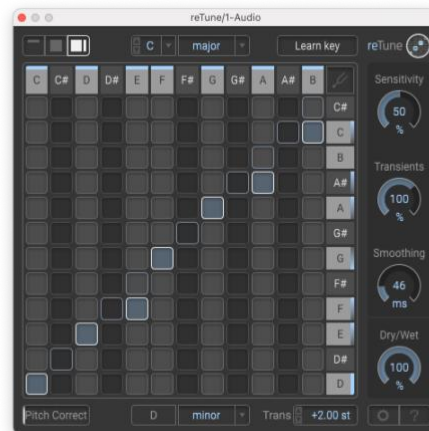 reTune/1-Audio
C major Learn key reTune
C C# D D# E F F# G G# A A# B
C#
C
B
A#
A
G#
G
F#
F
E
D#
D
Sensitivity
50
%
Transients
100
%
Smoothing
46
ms
Dry/Wet
100
%
Pitch Correct D minor Trans +2.00 st ?